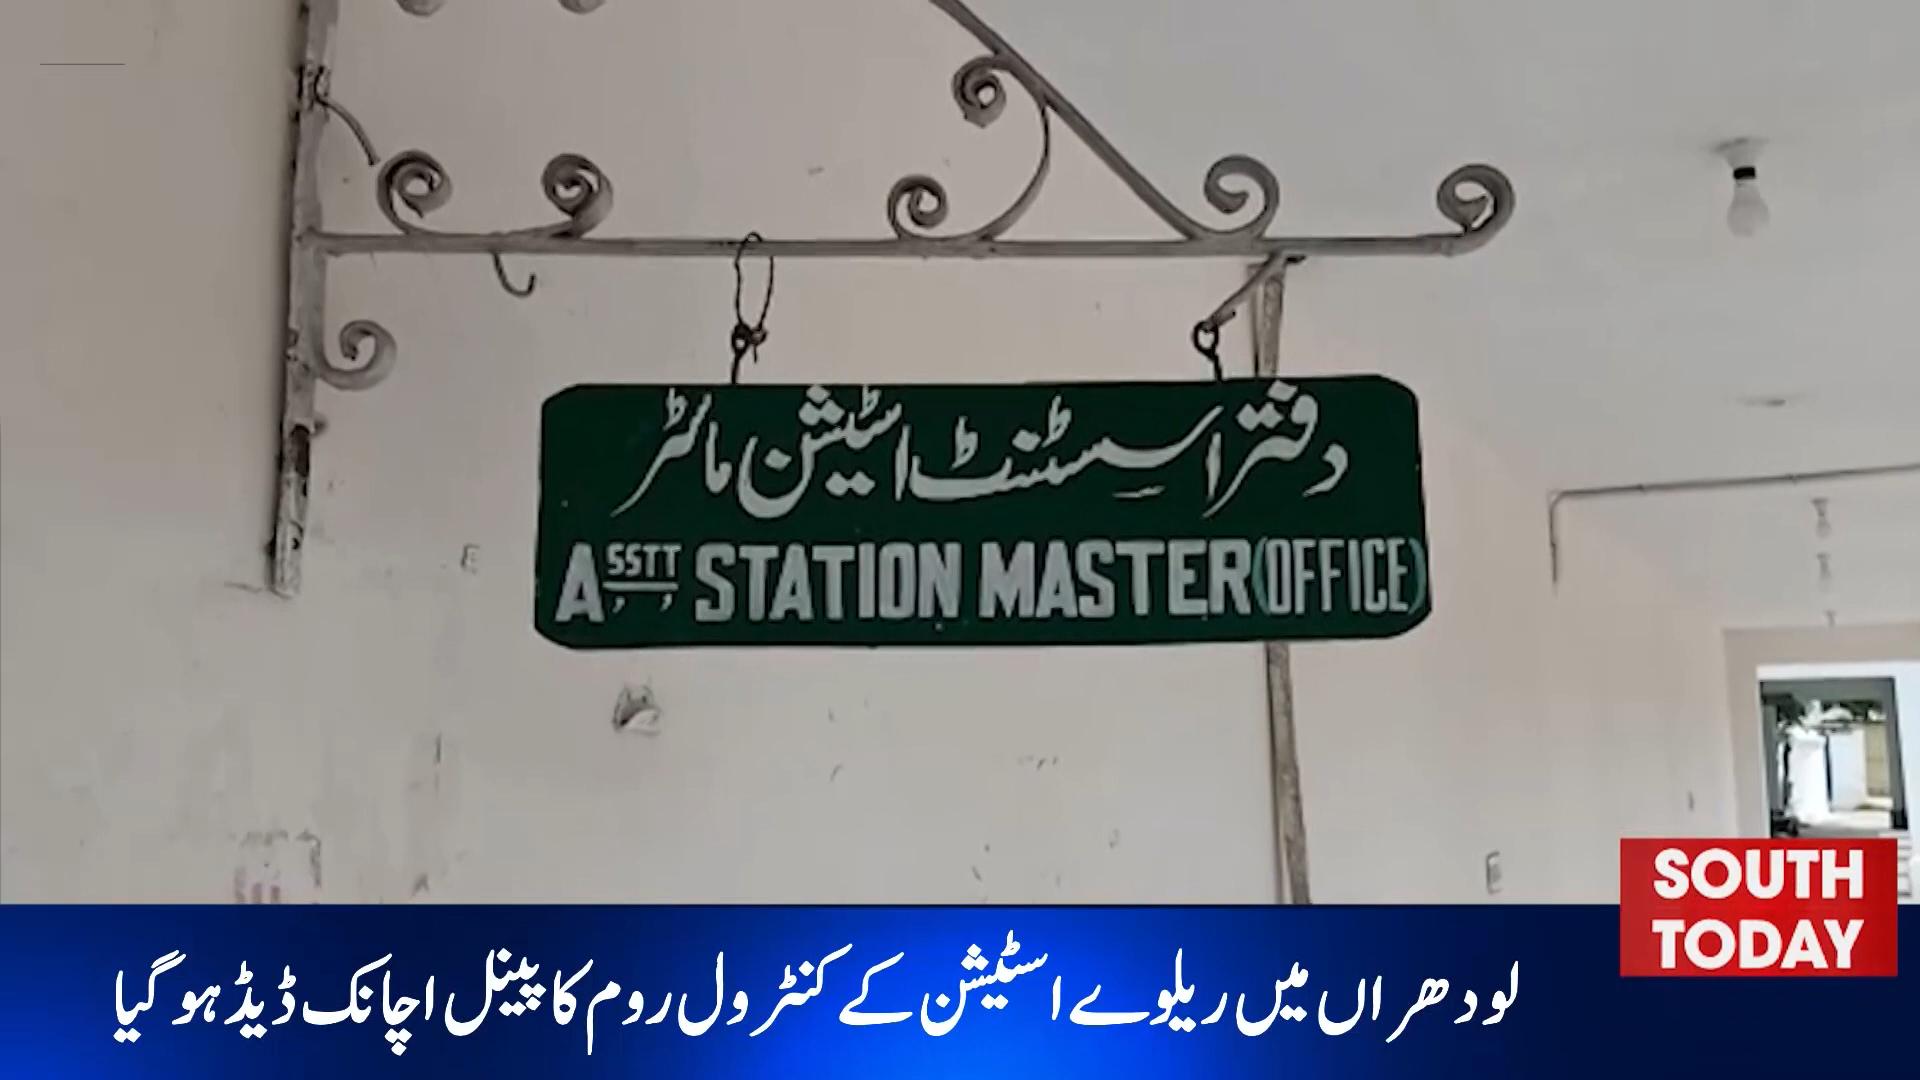 دفتر اسسٹنٹ اسٹیشن ماسٹر
ASSTT STATION MASTER (OFFICE)
SOUTH
TODAY
لودھراں میں ریلوے اسٹیشن کے کنٹرول روم کا پینل اچانک ڈیڈ ہو گیا